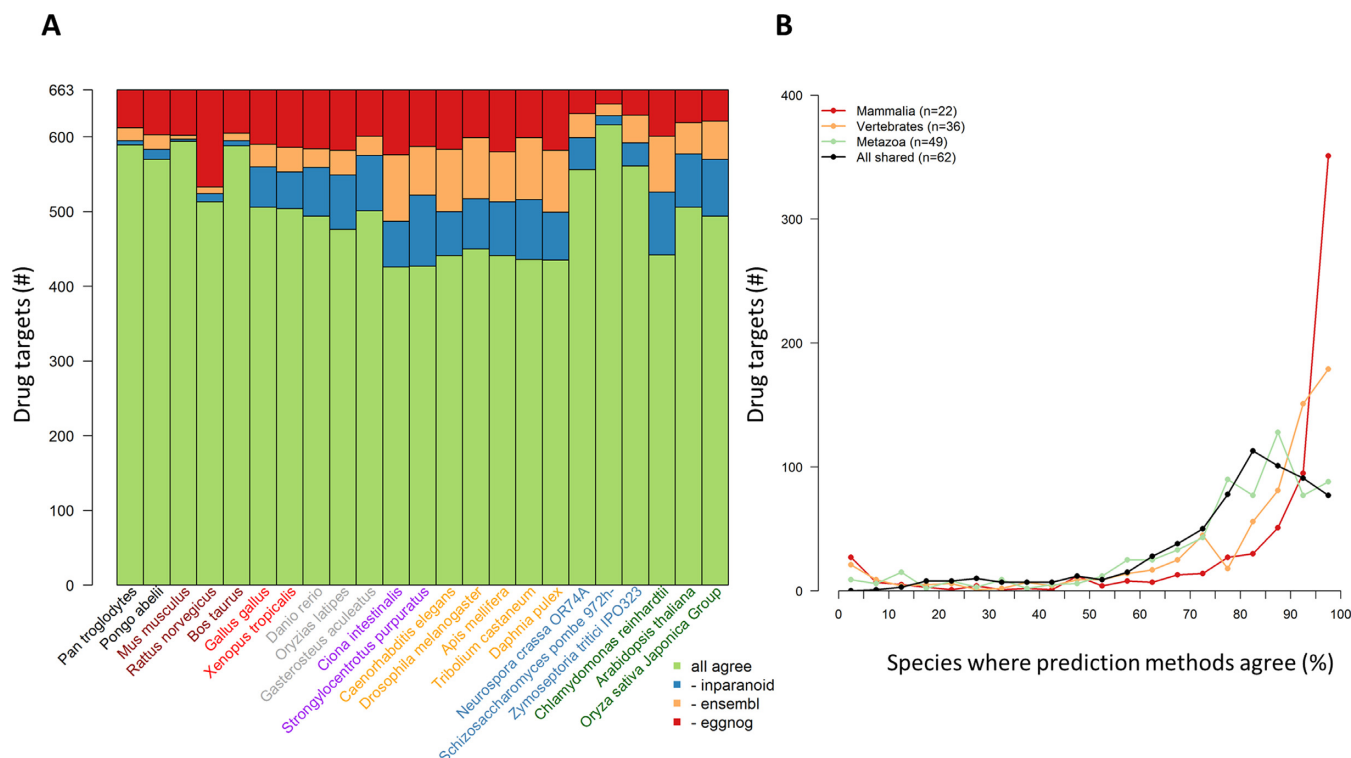 A
663
600
500
400
300
200
100
0
Drug targets (#)
Pan troglodytes
Pongo abelii
Mus musculus
Rattus norvegicus
Bos taurus
Gallus gallus
Xenopus tropicalis
Danio rerio
Oryzias latipes
Gasterosteus aculeatus
Ciona intestinalis
Strongylocentrotus purpuratus
Caenorhabditis elegans
Drosophila melanogaster
Apis mellifera
Tribolium castaneum
Daphnia pulex
Neurospora crassa OR74A
Schizosaccharomyces pombe 972h-
Zymoseptoria tritici IPO323
Chlamydomonas reinhardtii
Arabidopsis thaliana
Oryza sativa Japonica Group
all agree
- inparanoid
- ensembl
- eggnog
B
400
300
200
100
0
Drug targets (#)
Mammalia (n=22)
Vertebrates (n=36)
Metazoa (n=49)
All shared (n=62)
0 10 20 30 40 50 60 70 80 90 100
Species where prediction methods agree (%)